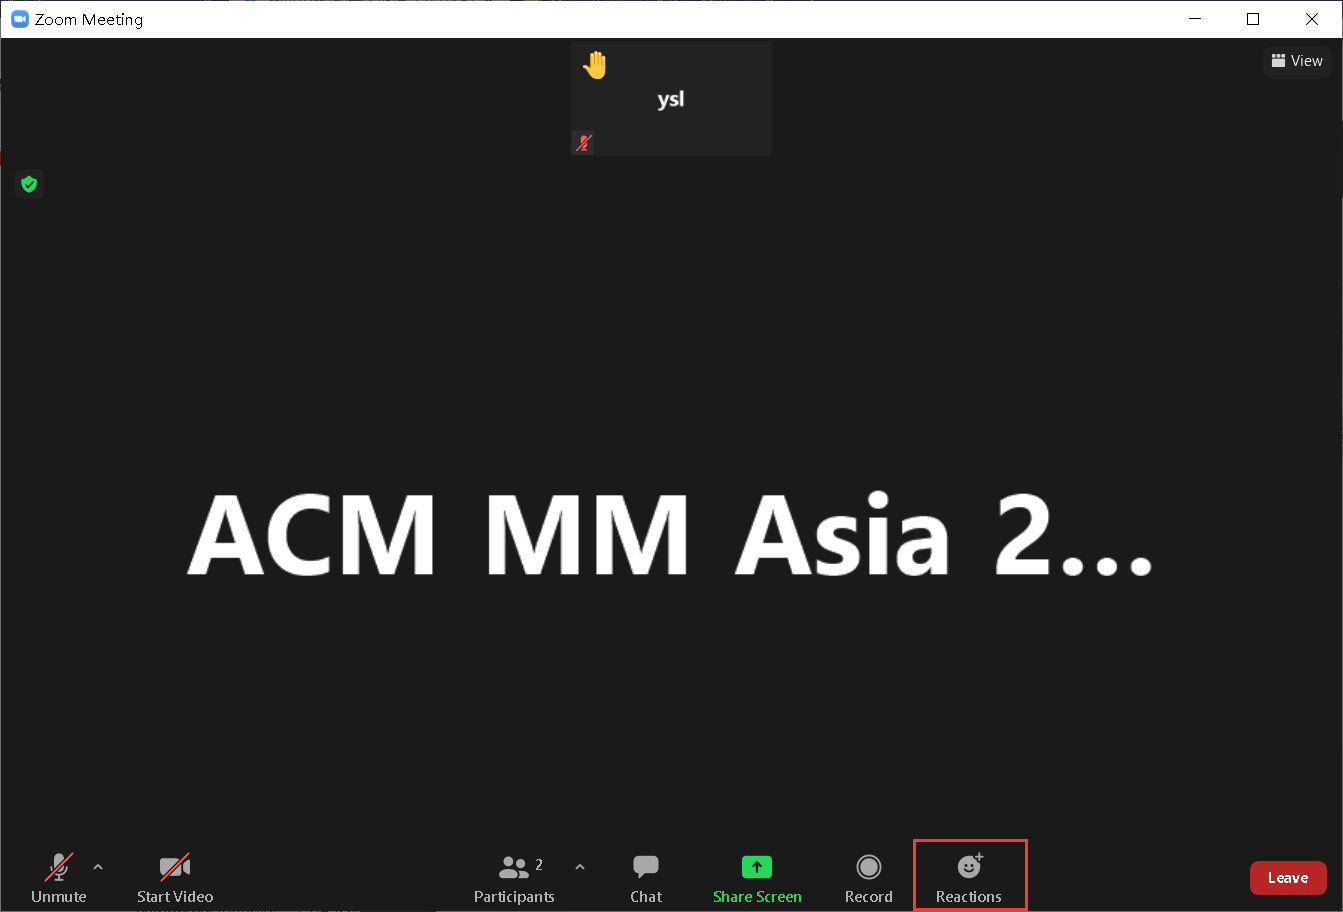 Zoom Meeting
View
ysl
ACM MM Asia 2...
2
Unmute
Start Video
Participants
Chat
Share Screen
Record
Reactions
Leave